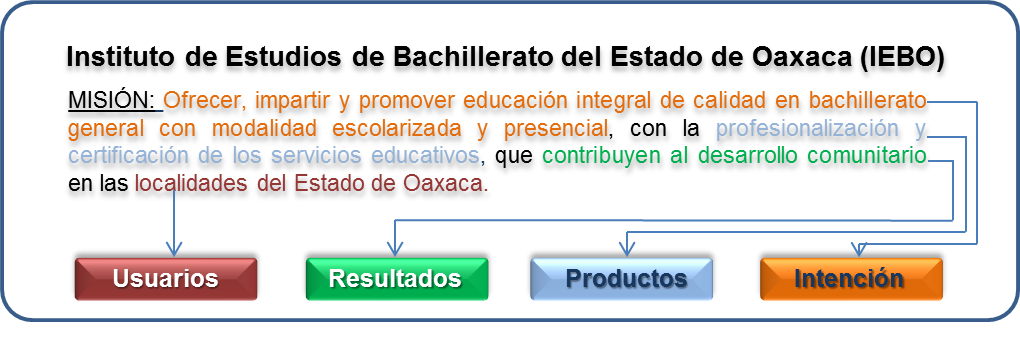 Instituto de Estudios de Bachillerato del Estado de Oaxaca (IEBO)
MISIÓN: Ofrecer, impartir y promover educación integral de calidad en bachillerato
general con modalidad escolarizada y presencial, con la profesionalización y
certificación de los servicios educativos, que contribuyen al desarrollo comunitario
en las localidades del Estado de Oaxaca.
Usuarios Resultados Productos Intención